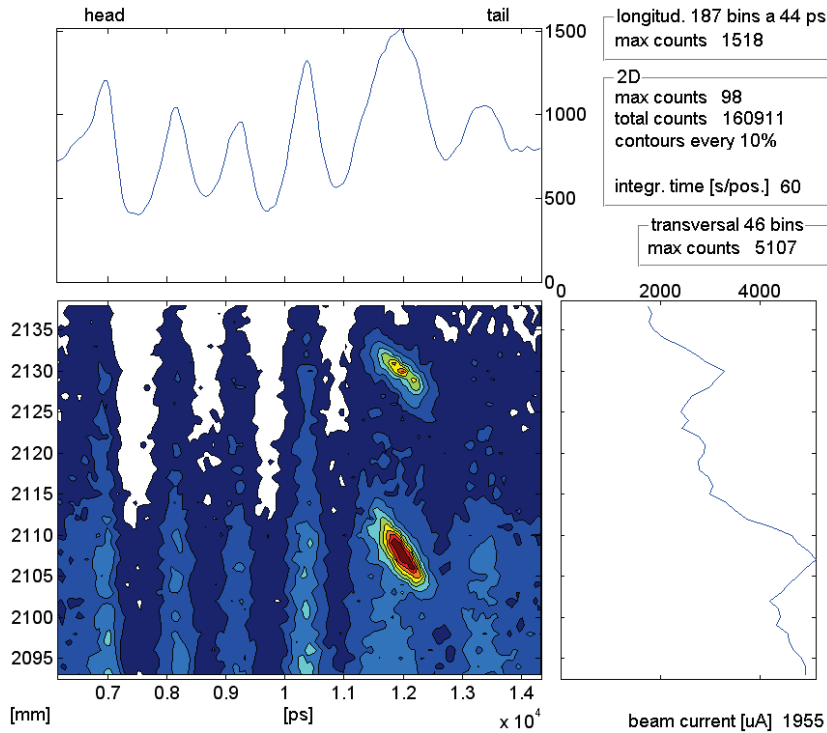 head tail
longitud. 187 bins a 44 ps
max counts 1518
2D
max counts 98
total counts 160911
contours every 10%
integr. time [s/pos.] 60
transversal 46 bins
max counts 5107
1500
1000
500
0
0 2000 4000
2135
2130
2125
2120
2115
2110
2105
2100
2095
0.7 0.8 0.9 1 1.1 1.2 1.3 1.4
[mm] [ps] x 10⁴
beam current [uA] 1955